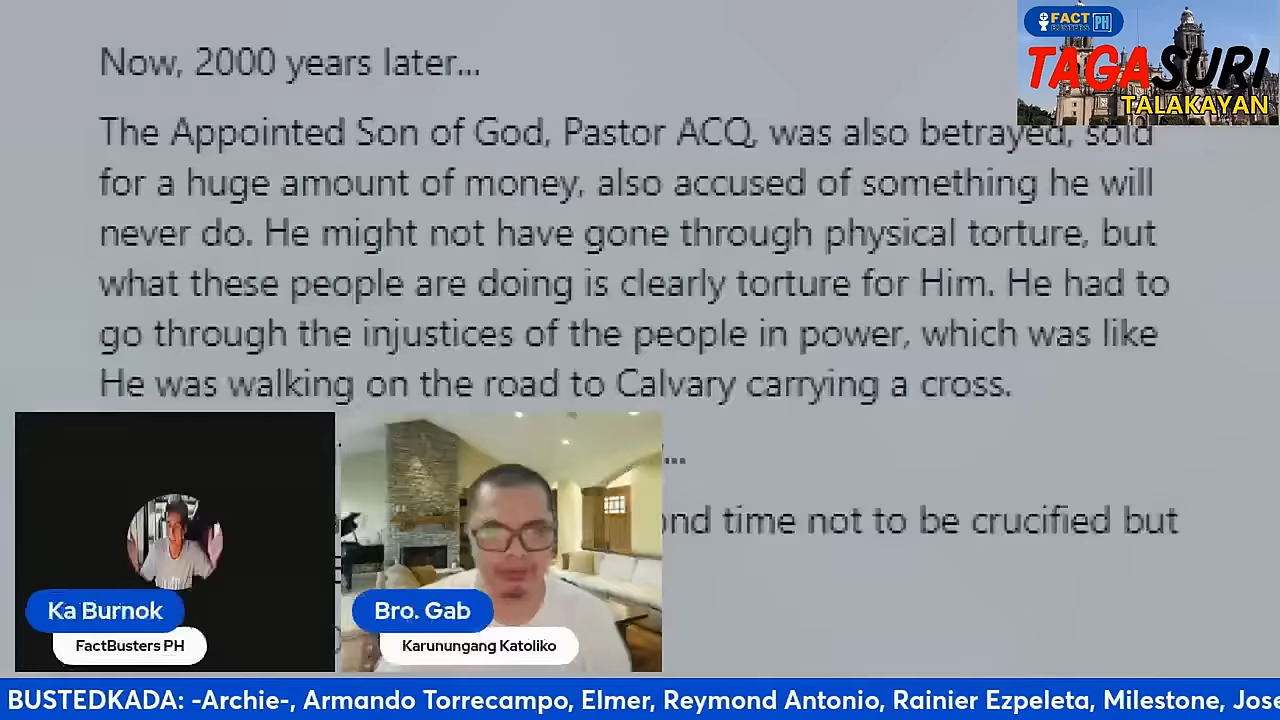 Now, 2000 years later...
FACT
BUSTERS
PH
TAGASURI
TALAKAYAN
The Appointed Son of God, Pastor ACQ, was also betrayed, sold
for a huge amount of money, also accused of something he will
never do. He might not have gone through physical torture, but
what these people are doing is clearly torture for Him. He had to
go through the injustices of the people in power, which was like
He was walking on the road to Calvary carrying a cross.
...
time not to be crucified but
Ka Burnok
FactBusters PH
Bro. Gab
Karunungang Katoliko
BUSTEDKADA: -Archie-, Armando Torrecampo, Elmer, Reymond Antonio, Rainier Ezpeleta, Milestone, Jose